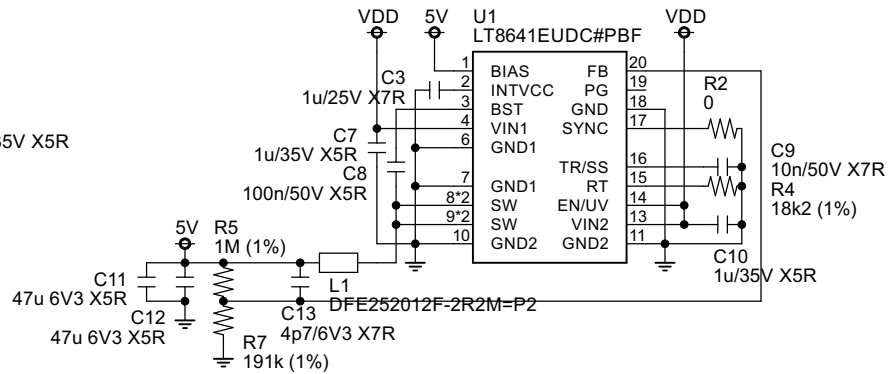 VDD
5V
U1
LT8641EUDC#PBF
VDD
1
BIAS
FB
20
2
INTVCC
PG
19
3
BST
GND
18
4
VIN1
SYNC
17
6
GND1
TR/SS
16
7
GND1
RT
15
8*2
SW
EN/UV
14
9*2
SW
VIN2
13
10
GND2
GND2
11
C3
1u/25V X7R
C7
1u/35V X5R
C8
100n/50V X5R
R2
0
C9
10n/50V X7R
R4
18k2 (1%)
C10
1u/35V X5R
35V X5R
5V
R5
1M (1%)
C11
47u 6V3 X5R
C12
47u 6V3 X5R
C13
4p7/6V3 X7R
L1
DFE252012F-2R2M=P2
R7
191k (1%)